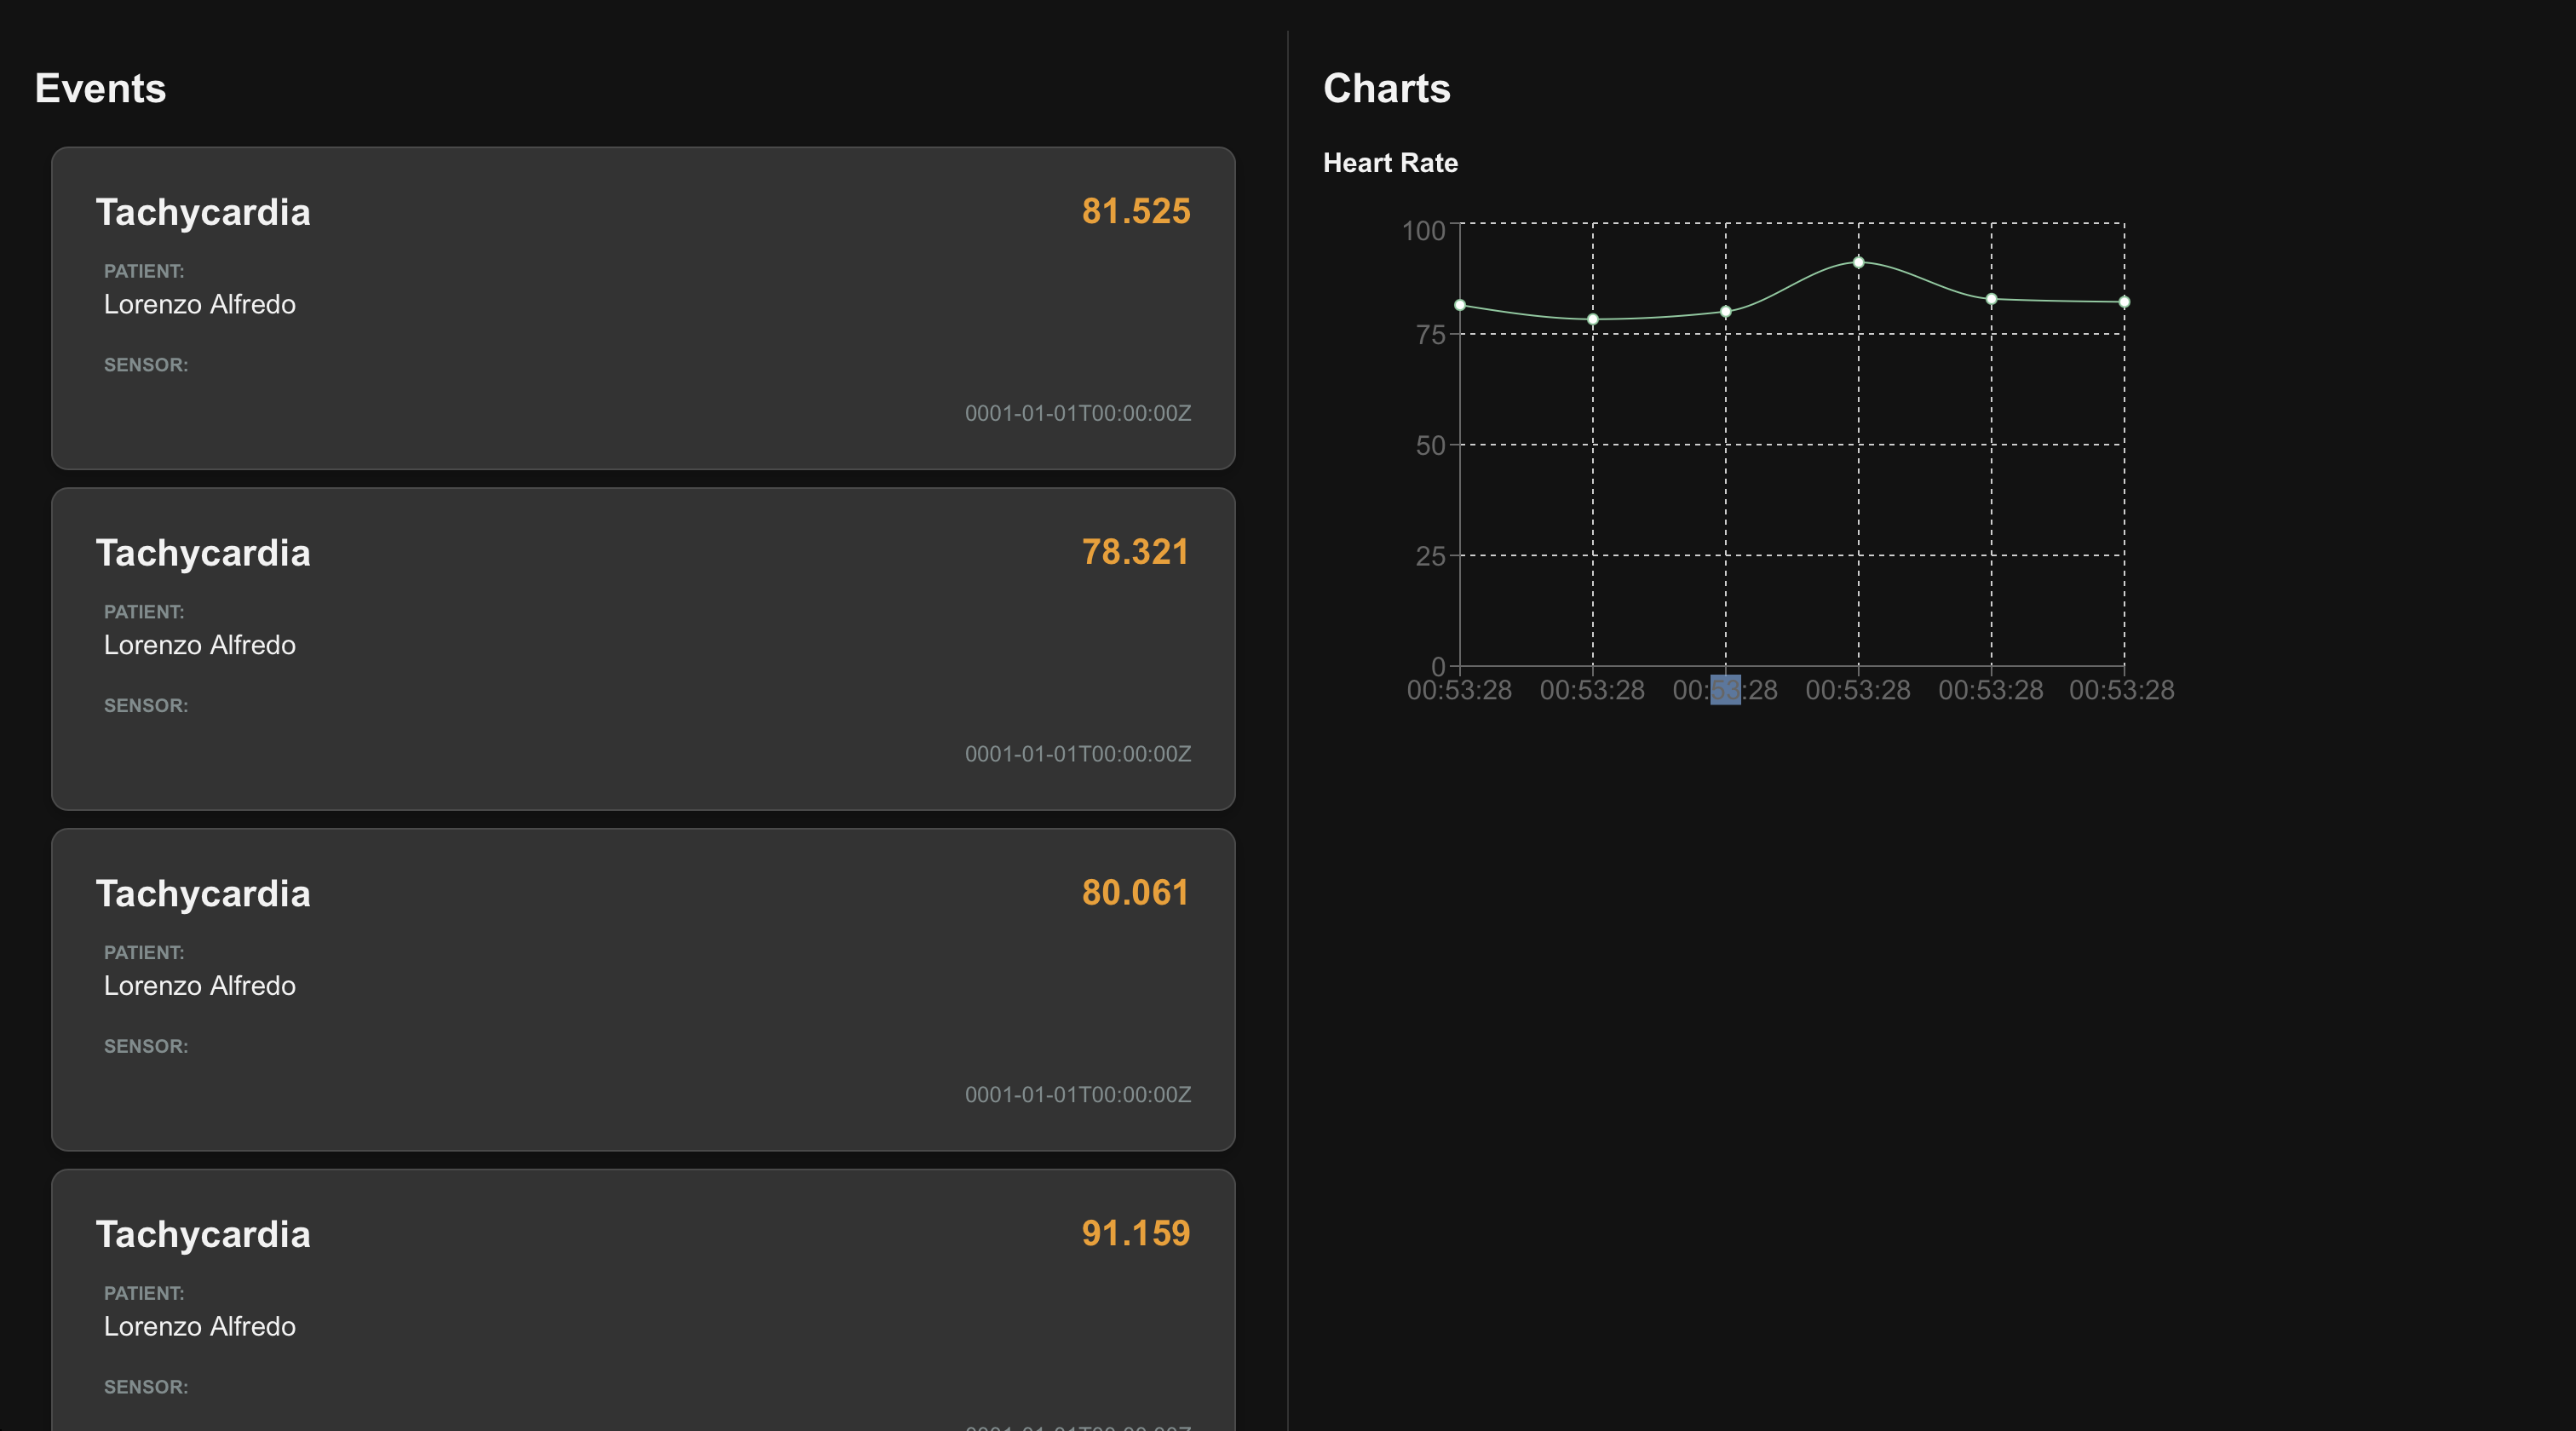 Events
Tachycardia 81.525
PATIENT:
Lorenzo Alfredo
SENSOR:
0001-01-01T00:00:00Z
Tachycardia 78.321
PATIENT:
Lorenzo Alfredo
SENSOR:
0001-01-01T00:00:00Z
Tachycardia 80.061
PATIENT:
Lorenzo Alfredo
SENSOR:
0001-01-01T00:00:00Z
Tachycardia 91.159
PATIENT:
Lorenzo Alfredo
SENSOR:
Charts
Heart Rate
100
75
50
25
0
00:53:28 00:53:28 00:53:28 00:53:28 00:53:28 00:53:28